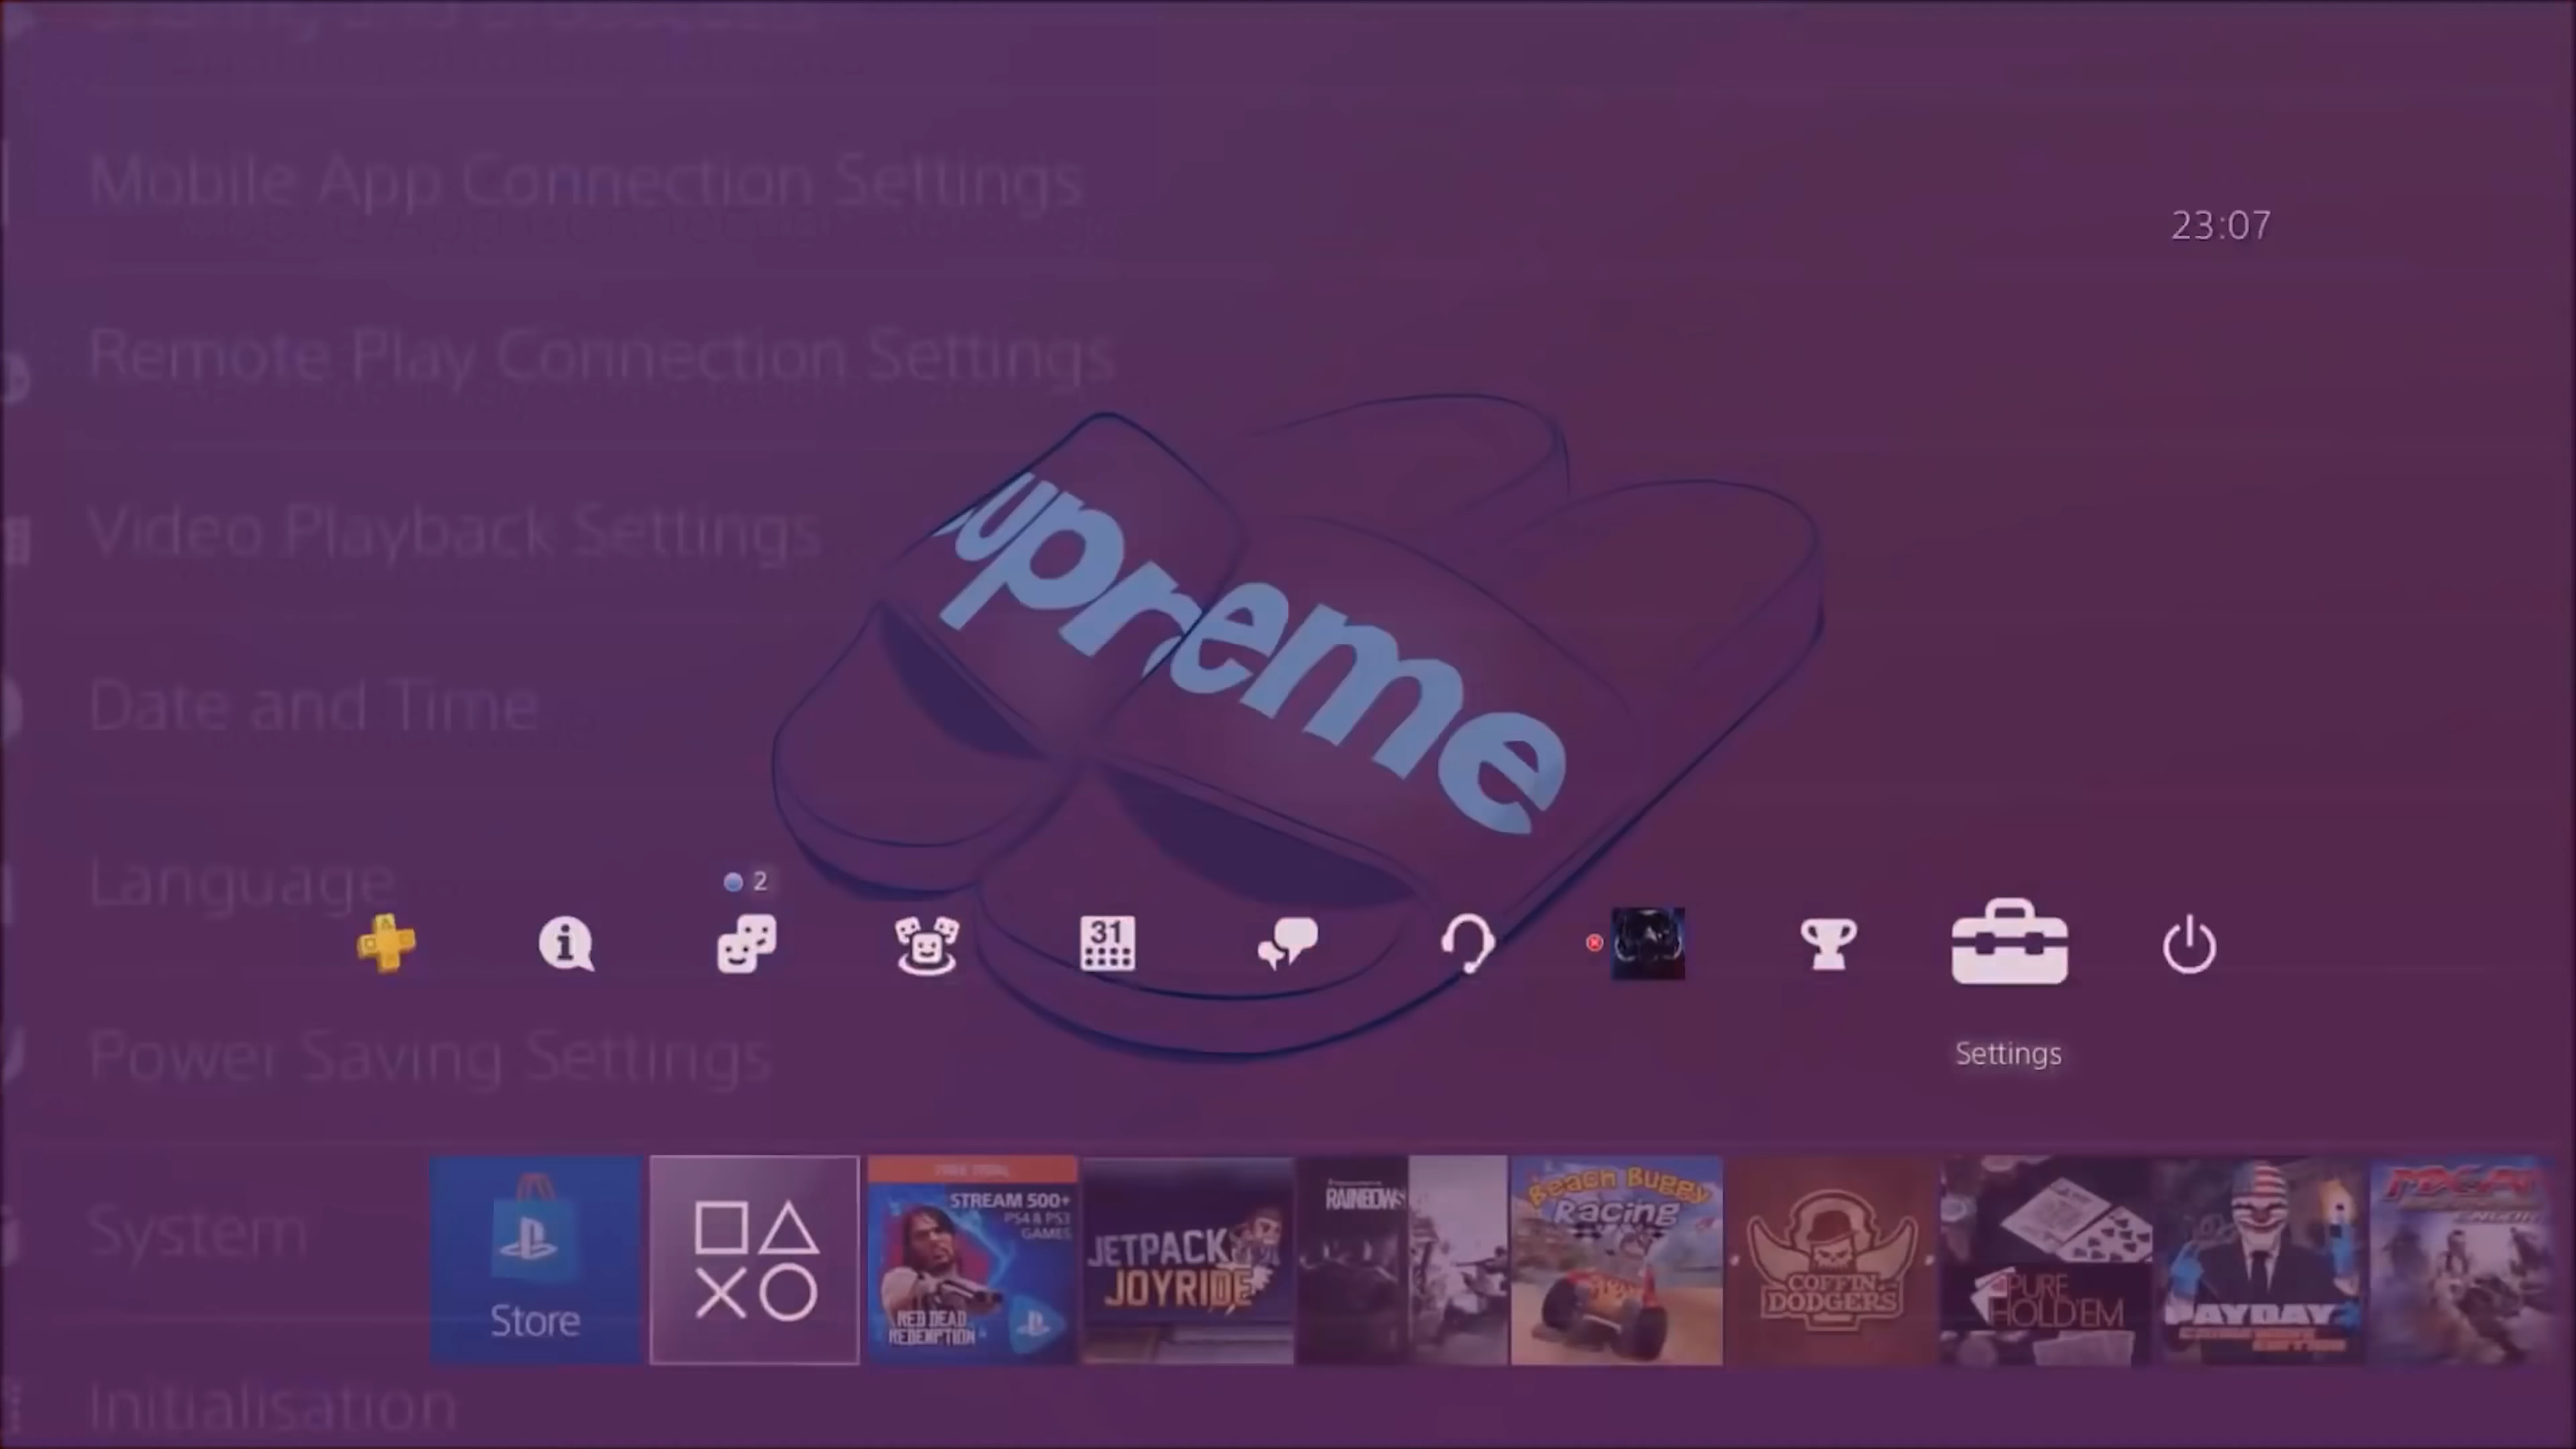 Mobile App Connection Settings
23:07
Remote Play Connection Settings
Video Playback Settings
upreme
Date and Time
Language
2
31
Settings
Power Saving Settings
System
Store
STREAM 500+
PS4 & PS3
GAMES
RED DEAD
REDEMPTION
JETPACK
JOYRIDE
RAINBOW
Beach Buggy
Racing
COFFIN
DODGERS
PURE
HOLD'EM
PAYDAY 2
Initialisation